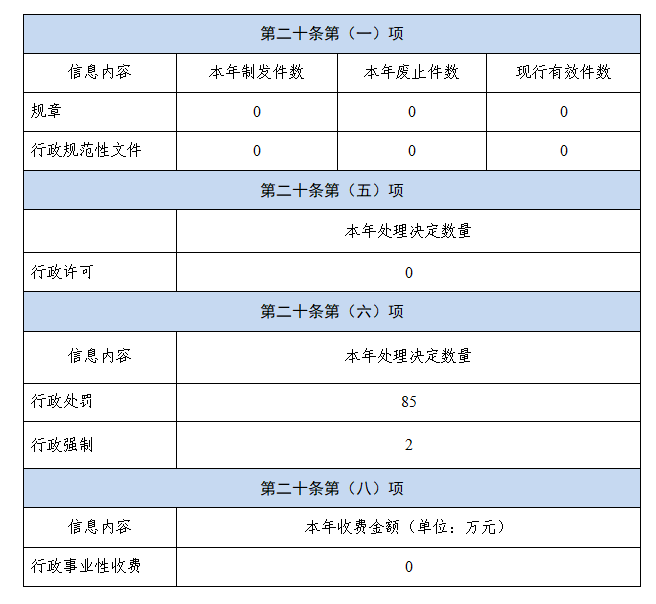 第二十条第（一）项
信息内容 本年制发件数 本年废止件数 现行有效件数
规章 0 0 0
行政规范性文件 0 0 0
第二十条第（五）项
本年处理决定数量
行政许可 0
第二十条第（六）项
信息内容 本年处理决定数量
行政处罚 85
行政强制 2
第二十条第（八）项
信息内容 本年收费金额（单位：万元）
行政事业性收费 0